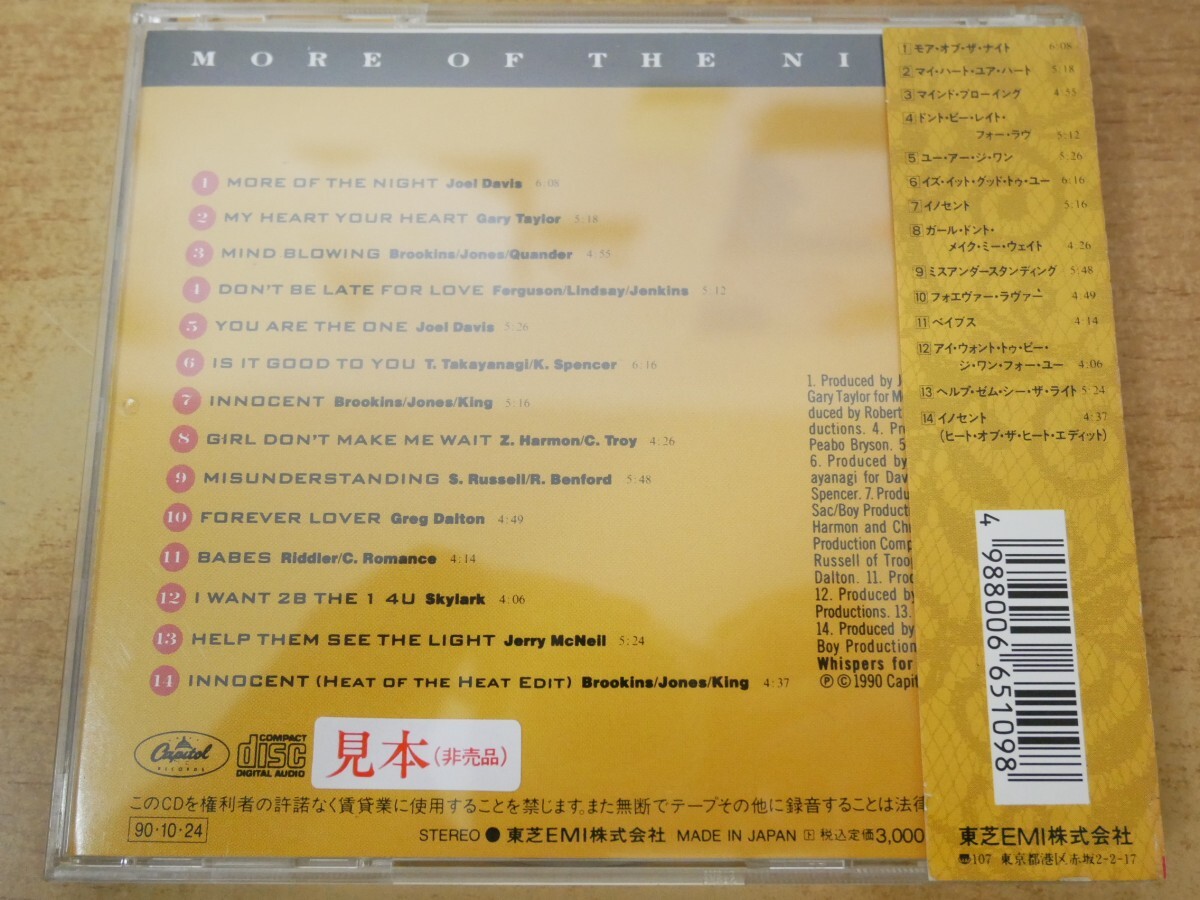 MORE OF THE NI
1 MORE OF THE NIGHT Joel Davis 6:08
2 MY HEART YOUR HEART Gary Taylor 5:18
3 MIND BLOWING Brookins/Jones/Quander 4:55
4 DON'T BE LATE FOR LOVE Ferguson/Lindsay/Jenkins 5:12
5 YOU ARE THE ONE Joel Davis 5:26
6 IS IT GOOD TO YOU T. Takayanagi/K. Spencer 6:16
7 INNOCENT Brookins/Jones/King 5:16
8 GIRL DON'T MAKE ME WAIT Z. Harmon/C. Troy 4:26
9 MISUNDERSTANDING S. Russell/R. Benford 5:48
10 FOREVER LOVER Greg Dalton 4:49
11 BABES Riddler/C. Romance 4:14
12 I WANT 2B THE 1 4U Skylark 4:06
13 HELP THEM SEE THE LIGHT Jerry McNeil 5:24
14 INNOCENT (HEAT OF THE HEAT EDIT) Brookins/Jones/King 4:37
1. Produced by J
Gary Taylor for M
duced by Robert
ductions. 4. Pr
Peabo Bryson. 5
6. Produced by
ayanagi for Dav
Spencer. 7. Produ
Sac/Boy Product
Harmon and Ch
Production Comp
Russell of Troo
Dalton. 11. Proc
12. Produced by
Productions. 13.
14. Produced by
Boy Production
Whispers for
Ⓟ©1990 Capit
Capitol
RECORDS
COMPACT
disc
DIGITAL AUDIO
見本(非売品)
このCDを権利者の許諾なく賃貸業に使用することを禁じます。また無断でテープその他に録音することは法律
90・10・24
STEREO ● 東芝EMI株式会社 MADE IN JAPAN 税込定価3,000
1 モア・オブ・ザ・ナイト 6:08
2 マイ・ハート・ユア・ハート 5:18
3 マインド・ブローイング 4:55
4 ドント・ビー・レイト・
フォー・ラヴ 5:12
5 ユー・アー・ジ・ワン 5:26
6 イズ・イット・グッド・トゥ・ユー 6:16
7 イノセント 5:16
8 ガール・ドント・
メイク・ミー・ウェイト 4:26
9 ミスアンダースタンディング 5:48
10 フォエヴァー・ラヴァー 4:49
11 ベイブス 4:14
12 アイ・ウォント・トゥ・ビー・
ジ・ワン・フォー・ユー 4:06
13 ヘルプ・ゼム・シー・ザ・ライト 5:24
14 イノセント 4:37
(ヒート・オブ・ザ・ヒート・エディット)
4 988006 651098
東芝EMI株式会社
〠107 東京都港区赤坂2-2-17